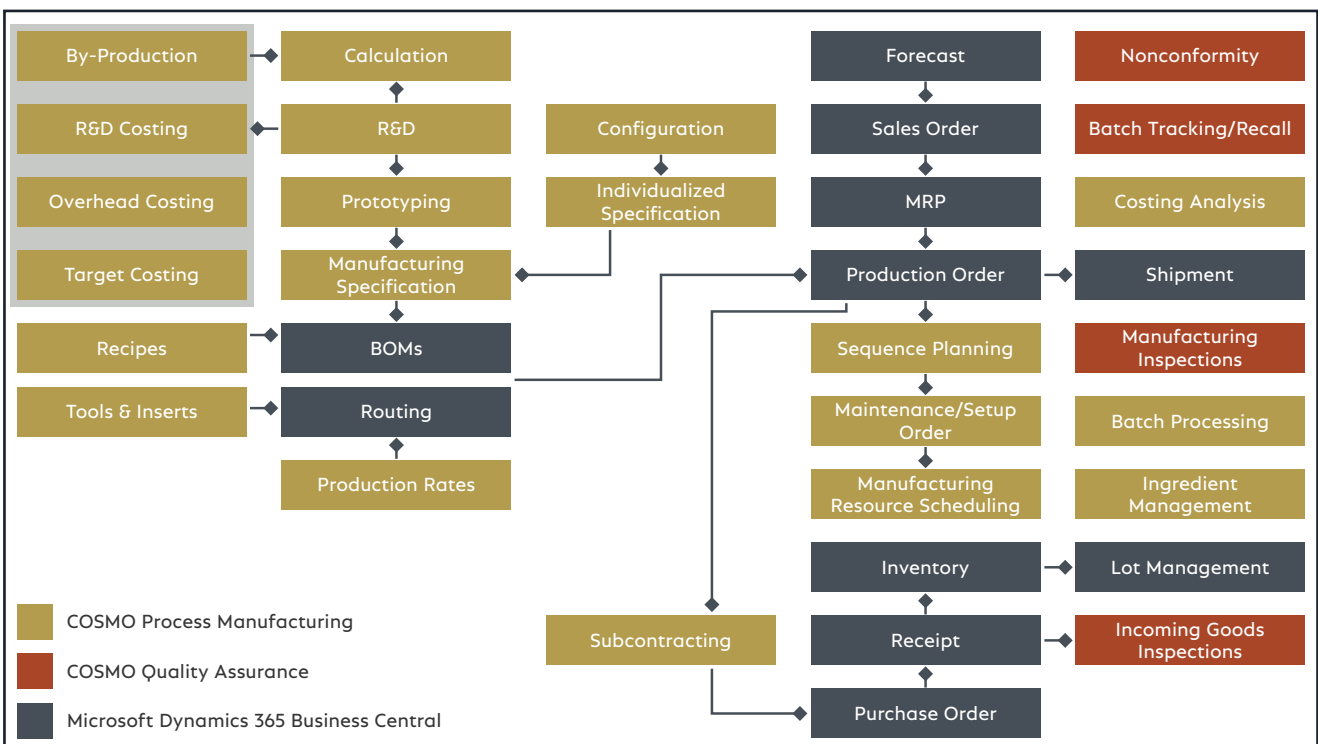 By-Production
Calculation
Forecast
Nonconformity
R&D Costing
R&D
Configuration
Sales Order
Batch Tracking/Recall
Overhead Costing
Prototyping
Individualized
Specification
MRP
Costing Analysis
Target Costing
Manufacturing
Specification
Production Order
Shipment
Recipes
BOMs
Sequence Planning
Manufacturing
Inspections
Tools & Inserts
Routing
Maintenance/Setup
Order
Batch Processing
Production Rates
Manufacturing
Resource Scheduling
Ingredient
Management
Inventory
Lot Management
COSMO Process Manufacturing
Subcontracting
Receipt
Incoming Goods
Inspections
COSMO Quality Assurance
Microsoft Dynamics 365 Business Central
Purchase Order